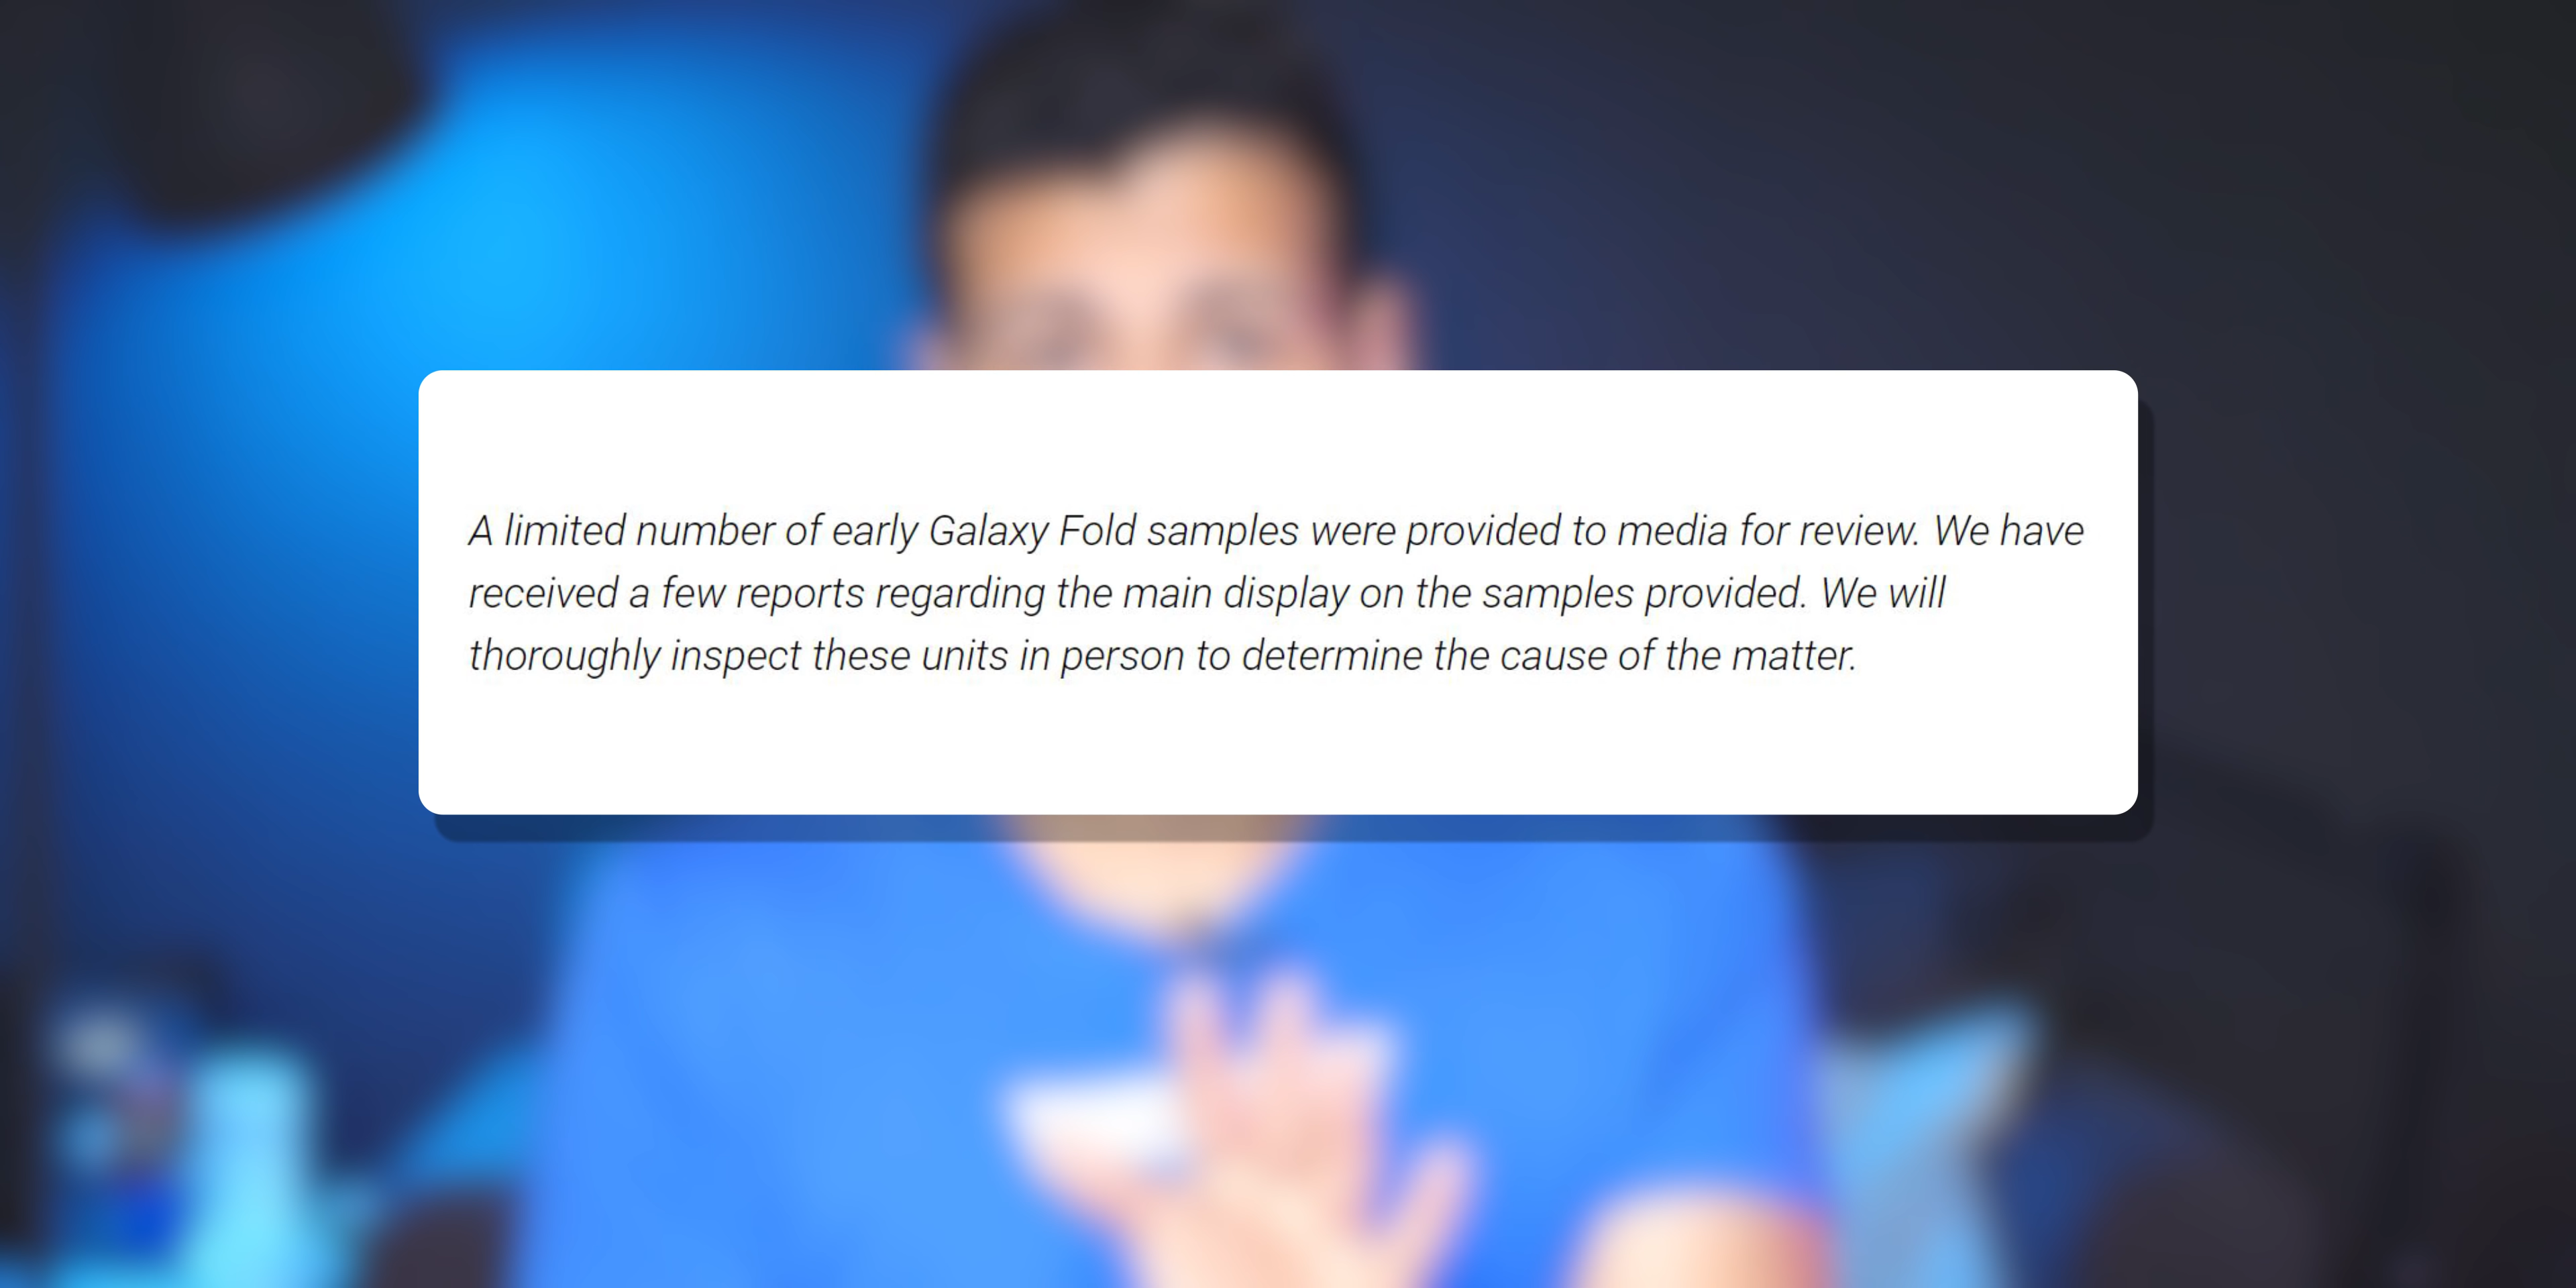 A limited number of early Galaxy Fold samples were provided to media for review. We have
received a few reports regarding the main display on the samples provided. We will
thoroughly inspect these units in person to determine the cause of the matter.